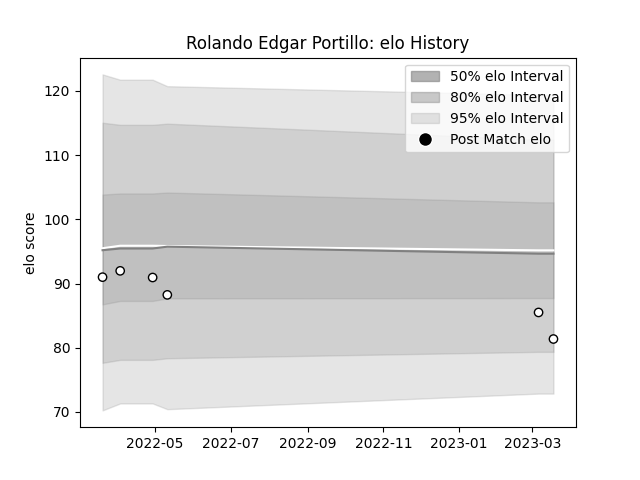 Rolando Edgar Portillo: elo History
50% elo Interval
80% elo Interval
95% elo Interval
Post Match elo
elo score
120
110
100
90
80
70
2022-05
2022-07
2022-09
2022-11
2023-01
2023-03